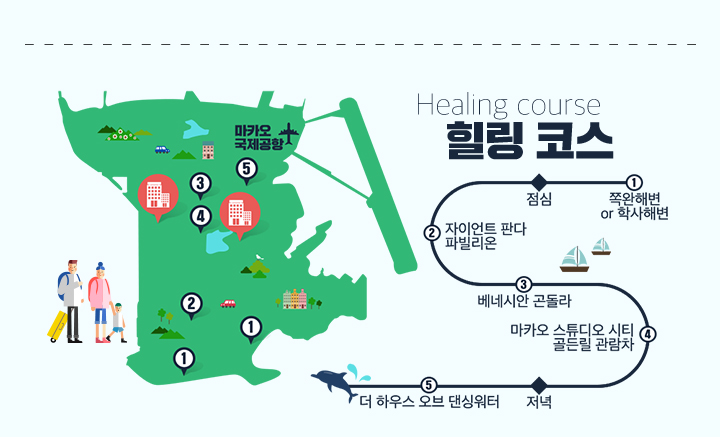 Healing course
힐링 코스
마카오
국제공항
5
3
4
2
1
1
1
쪽완해변
or 학사해변
점심
2
자이언트 판다
파빌리온
3
베네시안 곤돌라
4
마카오 스튜디오 시티
골든릴 관람차
저녁
5
더 하우스 오브 댄싱워터